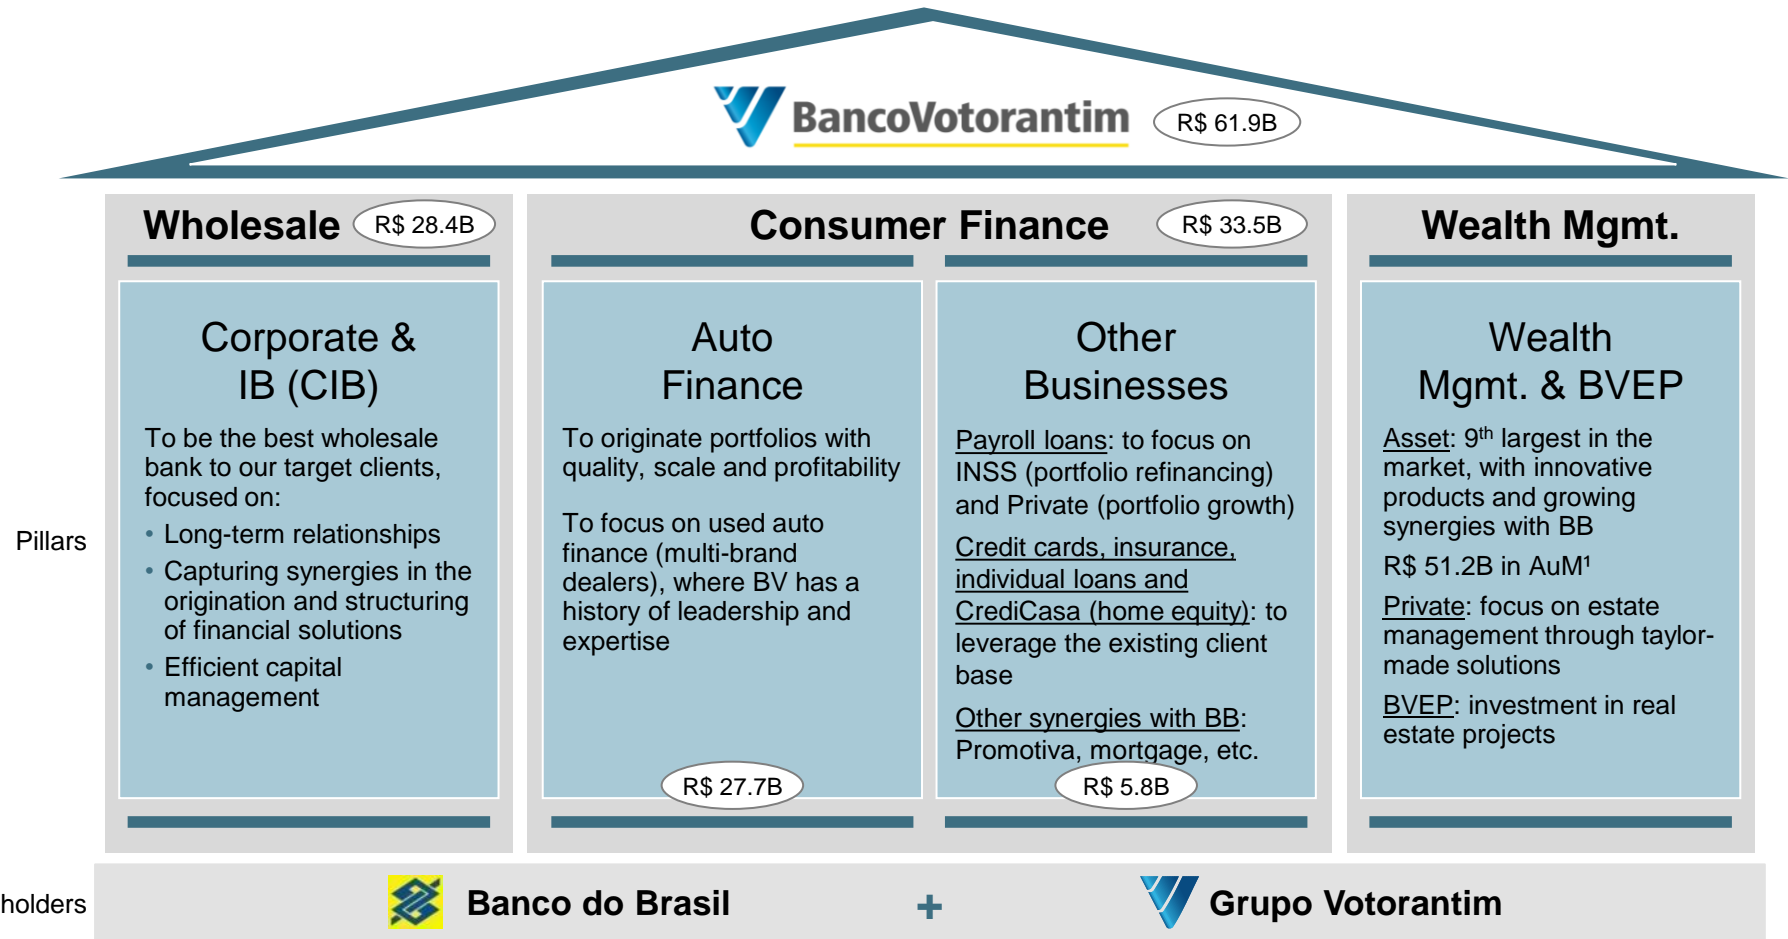 BancoVotorantim
R$ 61.9B
Wholesale
R$ 28.4B
Consumer Finance
R$ 33.5B
Wealth Mgmt.
Pillars
Corporate &
IB (CIB)
To be the best wholesale
bank to our target clients,
focused on:
• Long-term relationships
• Capturing synergies in the
origination and structuring
of financial solutions
• Efficient capital
management
Auto
Finance
To originate portfolios with
quality, scale and profitability
To focus on used auto
finance (multi-brand
dealers), where BV has a
history of leadership and
expertise
R$ 27.7B
Other
Businesses
Payroll loans: to focus on
INSS (portfolio refinancing)
and Private (portfolio growth)
Credit cards, insurance,
individual loans and
CrediCasa (home equity): to
leverage the existing client
base
Other synergies with BB:
Promotiva, mortgage, etc.
R$ 5.8B
Wealth
Mgmt. & BVEP
Asset: 9th largest in the
market, with innovative
products and growing
synergies with BB
R$ 51.2B in AuM¹
Private: focus on estate
management through taylor-
made solutions
BVEP: investment in real
estate projects
holders
Banco do Brasil
+
Grupo Votorantim